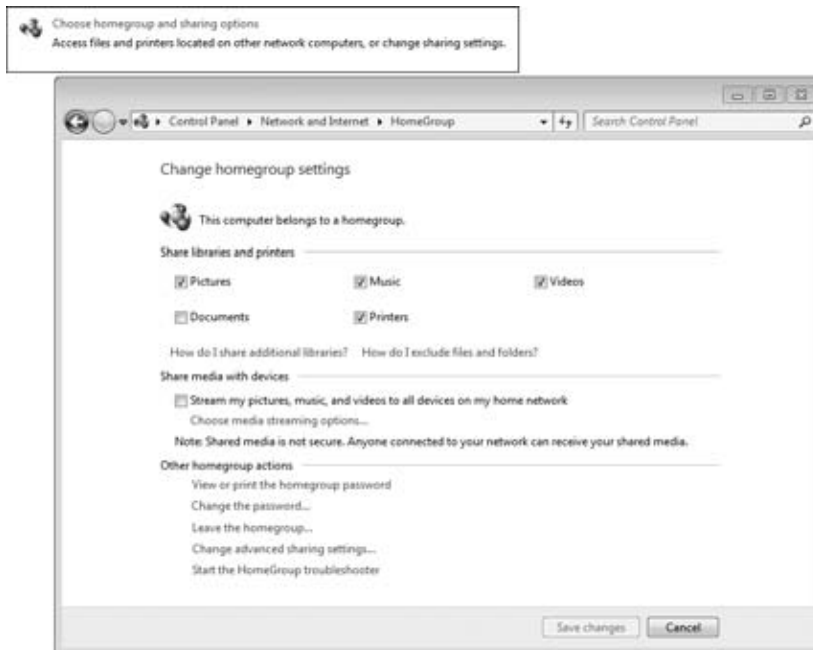 Choose homegroup and sharing options
Access files and printers located on other network computers, or change sharing settings.
Control Panel ▸ Network and Internet ▸ HomeGroup
Search Control Panel
Change homegroup settings
This computer belongs to a homegroup.
Share libraries and printers
Pictures Music Videos
Documents Printers
How do I share additional libraries? How do I exclude files and folders?
Share media with devices
Stream my pictures, music, and videos to all devices on my home network
Choose media streaming options...
Note: Shared media is not secure. Anyone connected to your network can receive your shared media.
Other homegroup actions
View or print the homegroup password
Change the password...
Leave the homegroup...
Change advanced sharing settings...
Start the HomeGroup troubleshooter
Save changes Cancel